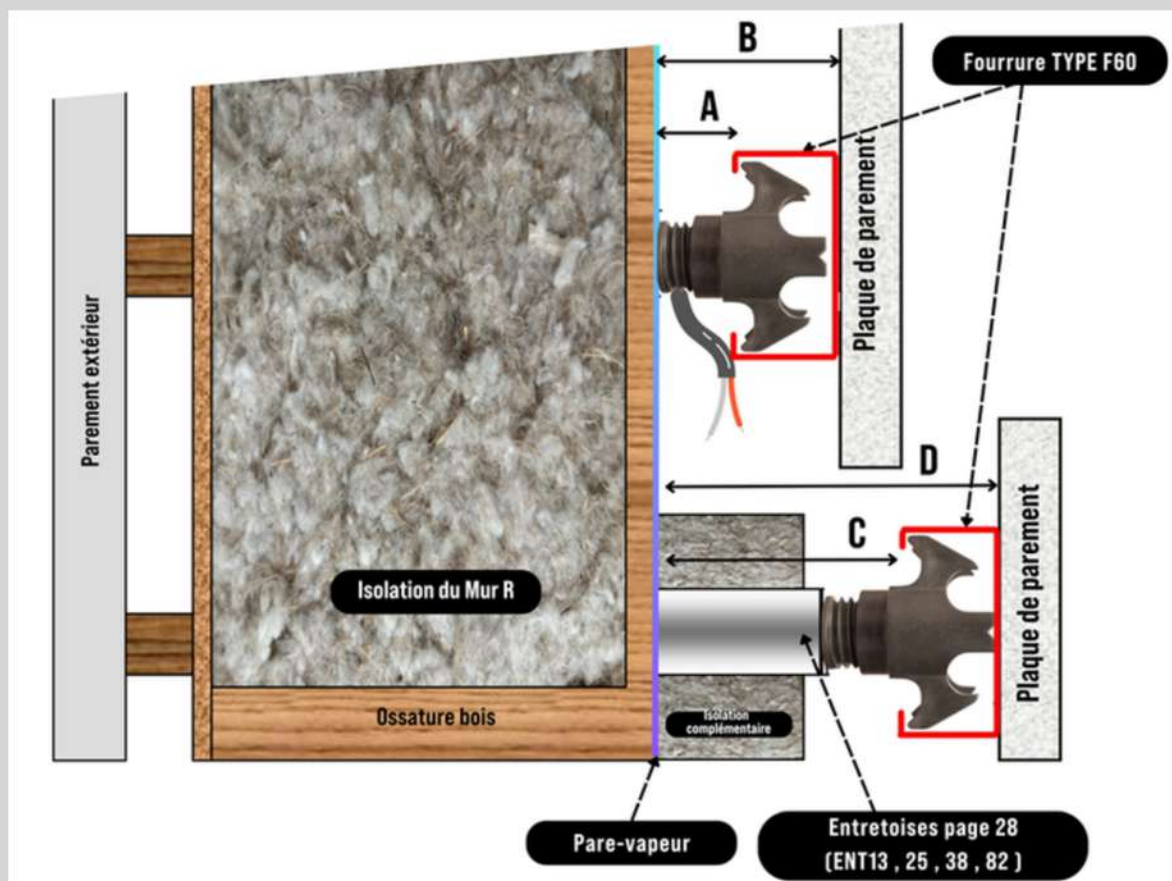 B
Fourrure TYPE F60
A
Plaque de parement
Parement extérieur
D
C
Plaque de parement
Isolation du Mur R
Ossature bois
Isolation
complémentaire
Pare-vapeur
Entretoises page 28
(ENT13 , 25 , 38 , 82 )